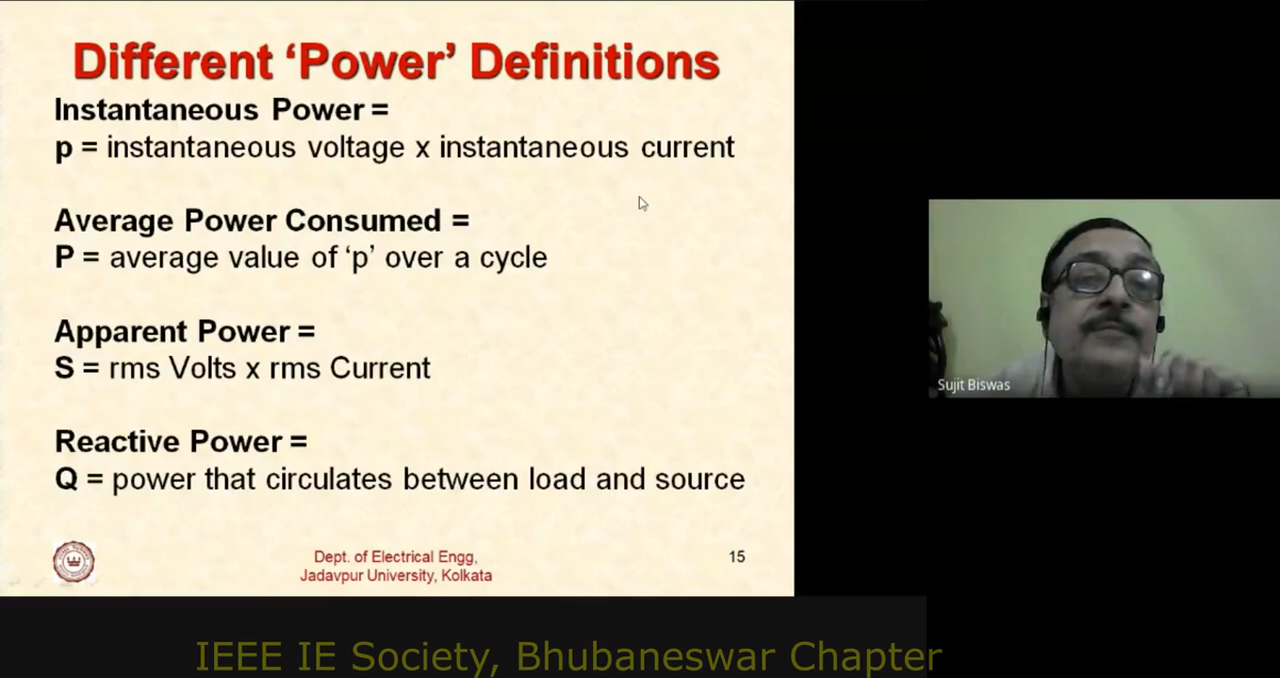 Different ‘Power’ Definitions
Instantaneous Power =
p = instantaneous voltage x instantaneous current
Average Power Consumed =
P = average value of ‘p’ over a cycle
Apparent Power =
S = rms Volts x rms Current
Reactive Power =
Q = power that circulates between load and source
Dept. of Electrical Engg,
Jadavpur University, Kolkata
15
Sujit Biswas
IEEE IE Society, Bhubaneswar Chapter